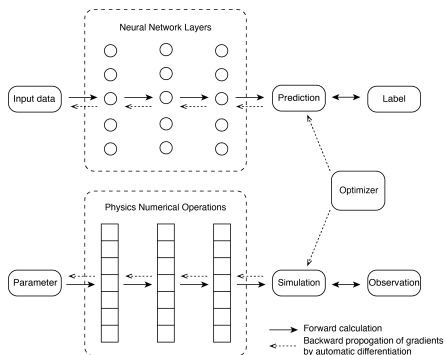 Neural Network Layers
Input data
Prediction
Label
Optimizer
Physics Numerical Operations
Parameter
Simulation
Observation
Forward calculation
Backward propogation of gradients
by automatic differentiation